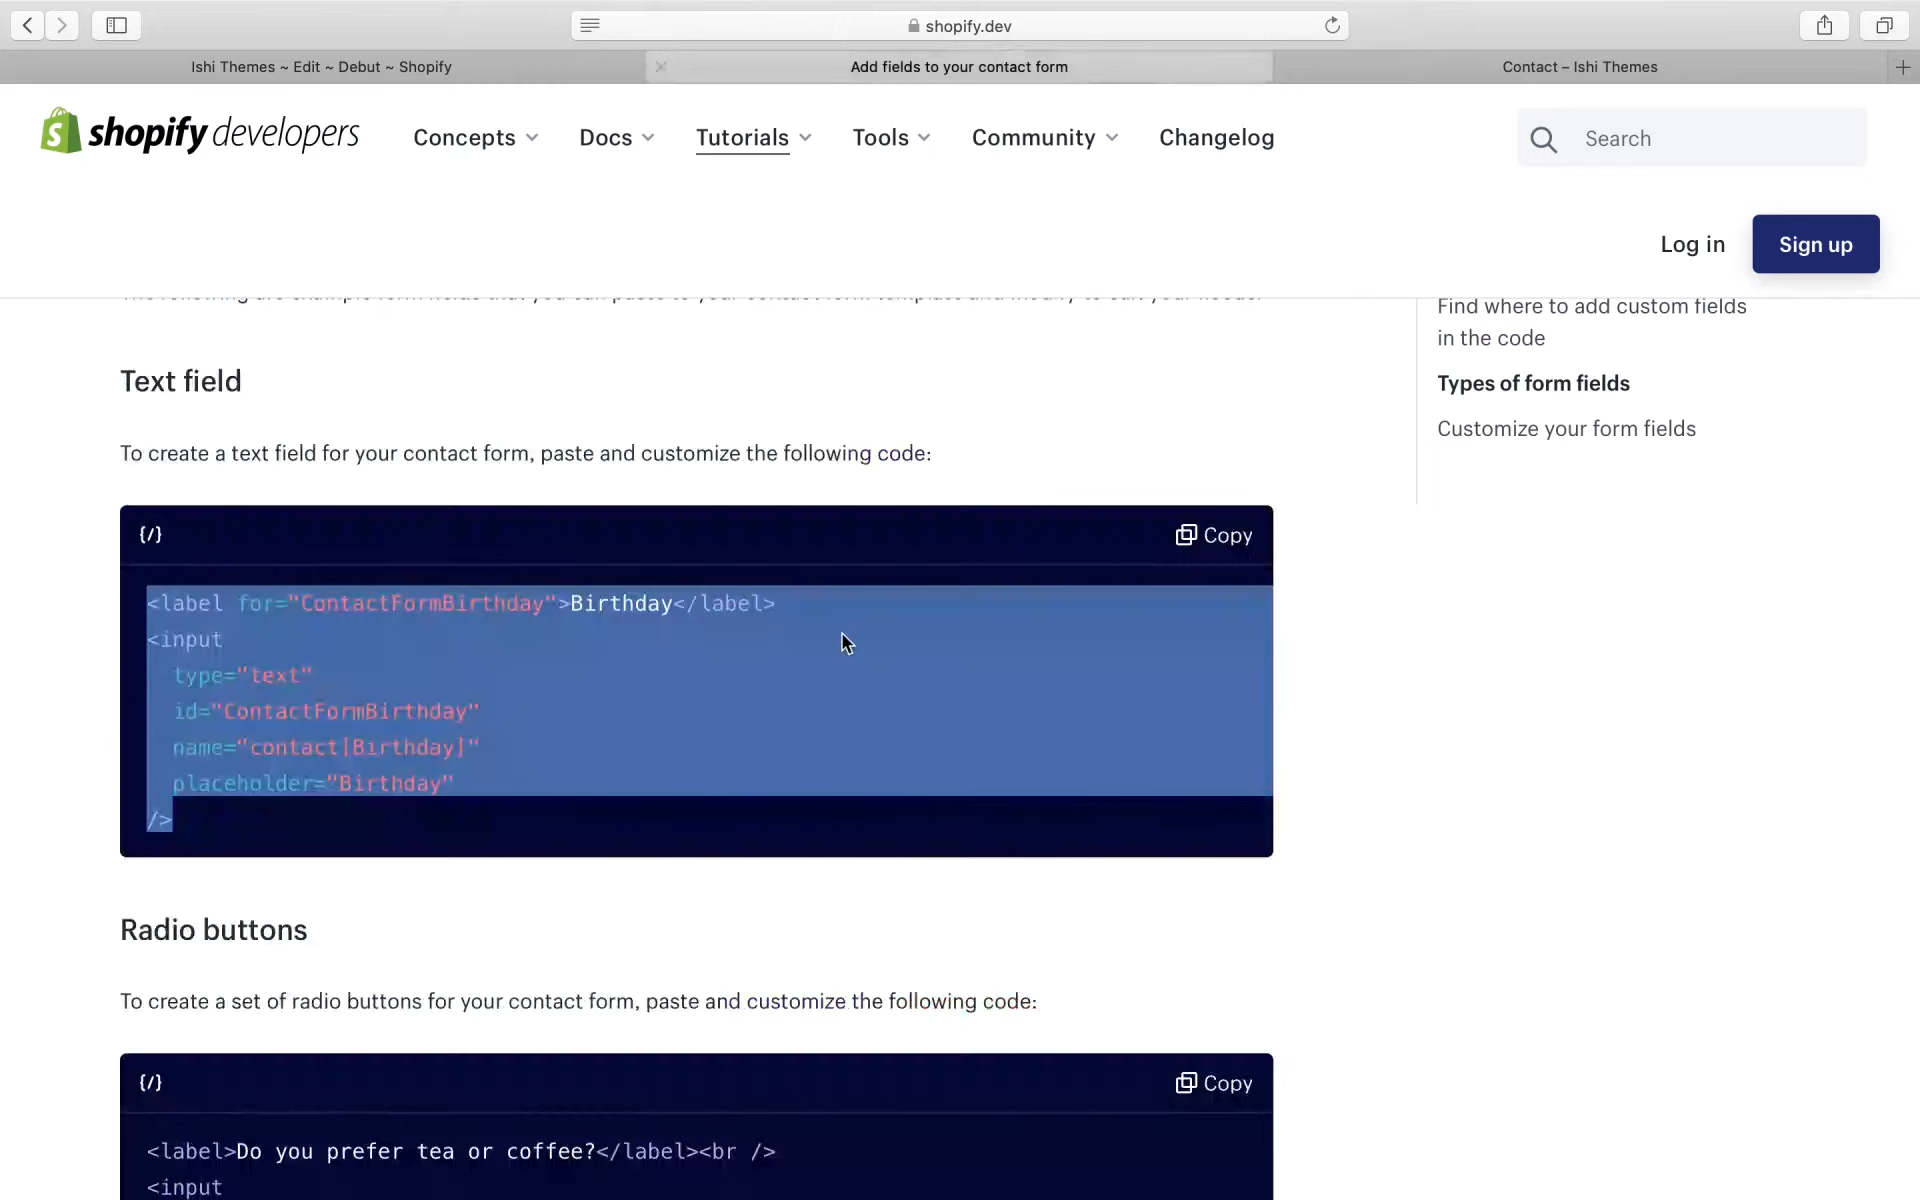 shopify.dev
Ishi Themes ~ Edit ~ Debut ~ Shopify
Add fields to your contact form
Contact – Ishi Themes
shopify developers
Concepts
Docs
Tutorials
Tools
Community
Changelog
Search
Log in
Sign up
Find where to add custom fields
in the code
Types of form fields
Customize your form fields
Text field
To create a text field for your contact form, paste and customize the following code:
{/}
Copy
<label for="ContactFormBirthday">Birthday</label>
<input
type="text"
id="ContactFormBirthday"
name="contact[Birthday]"
placeholder="Birthday"
/>
Radio buttons
To create a set of radio buttons for your contact form, paste and customize the following code:
{/}
Copy
<label>Do you prefer tea or coffee?</label><br />
<input